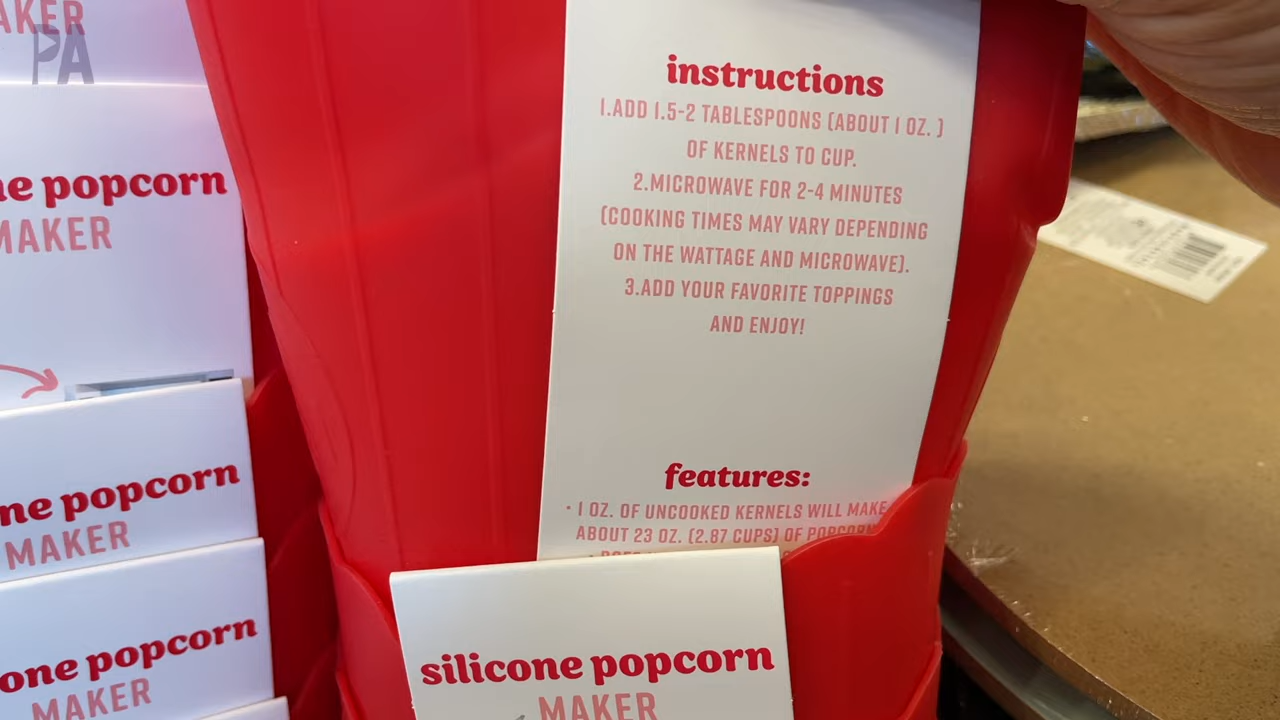 AKER
PA
ne popcorn
MAKER
ne popcorn
MAKER
one popcorn
MAKER
instructions
1.ADD 1.5-2 TABLESPOONS (ABOUT 1 OZ. )
OF KERNELS TO CUP.
2.MICROWAVE FOR 2-4 MINUTES
(COOKING TIMES MAY VARY DEPENDING
ON THE WATTAGE AND MICROWAVE).
3.ADD YOUR FAVORITE TOPPINGS
AND ENJOY!
features:
• 1 OZ. OF UNCOOKED KERNELS WILL MAKE
ABOUT 23 OZ. (2.87 CUPS) OF POPCORN
silicone popcorn
MAKER